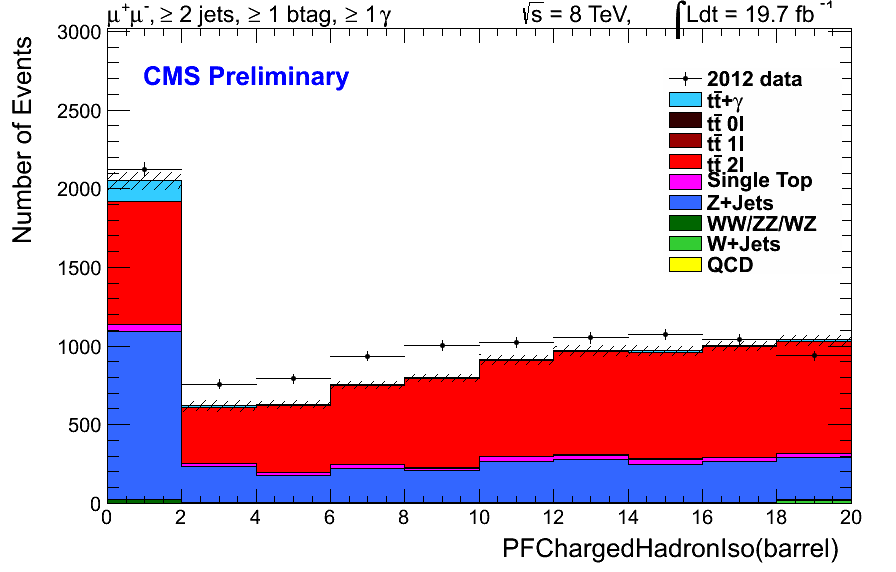 μ⁺μ⁻, ≥ 2 jets, ≥ 1 btag, ≥ 1 γ √s = 8 TeV, ∫Ldt = 19.7 fb⁻¹
CMS Preliminary
Number of Events
3000
2500
2000
1500
1000
500
0
2012 data
tt̄+γ
tt̄ 0l
tt̄ 1l
tt̄ 2l
Single Top
Z+Jets
WW/ZZ/WZ
W+Jets
QCD
0 2 4 6 8 10 12 14 16 18 20
PFChargedHadronIso(barrel)